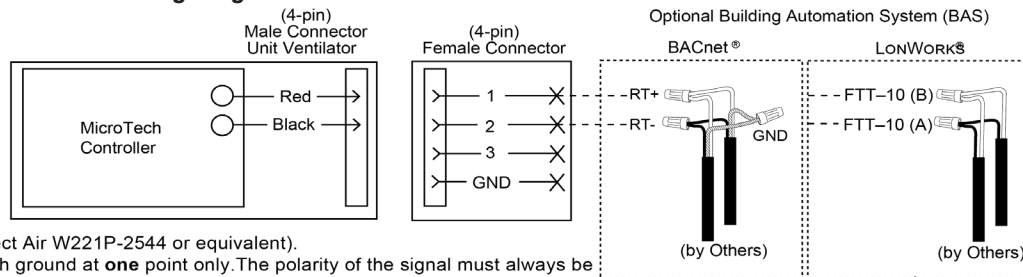 (4-pin)
Male Connector
Unit Ventilator
MicroTech
Controller
Red
Black
(4-pin)
Female Connector
1
2
3
GND
Optional Building Automation System (BAS)
BACnet ®
RT+
RT-
GND
(by Others)
LONWORKS®
FTT–10 (B)
FTT–10 (A)
(by Others)
ect Air W221P-2544 or equivalent).
h ground at one point only.The polarity of the signal must always be